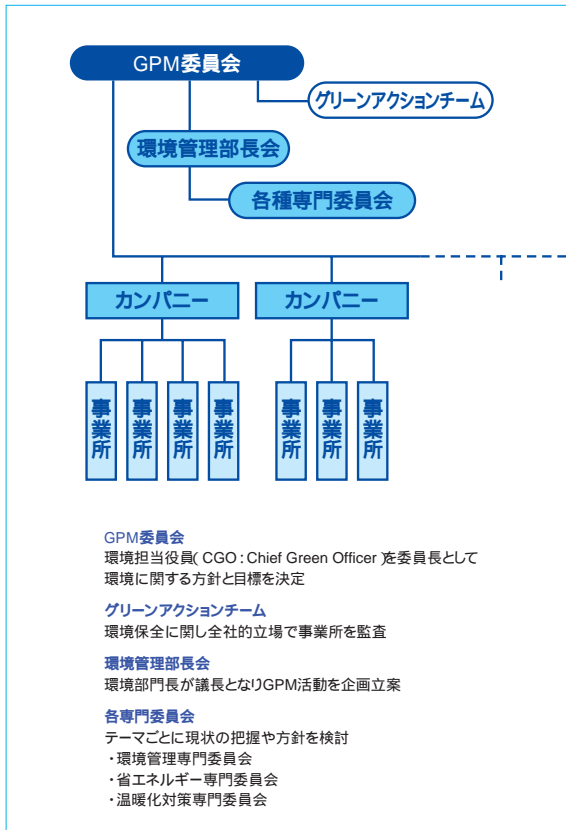 GPM委員会
グリーンアクションチーム
環境管理部長会
各種専門委員会
カンパニー
カンパニー
事業所
事業所
事業所
事業所
事業所
事業所
事業所
GPM委員会
環境担当役員( CGO : Chief Green Officer )を委員長として
環境に関する方針と目標を決定
グリーンアクションチーム
環境保全に関し全社的立場で事業所を監査
環境管理部長会
環境部門長が議長となりGPM活動を企画立案
各専門委員会
テーマごとに現状の把握や方針を検討
・環境管理専門委員会
・省エネルギー専門委員会
・温暖化対策専門委員会